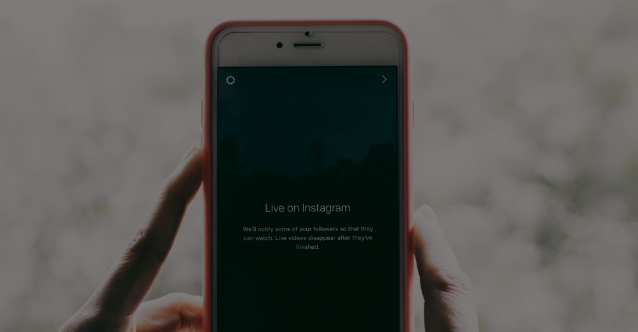 Live on Instagram
We'll notify some of your followers so that they
can watch. Live videos disappear after they've
finished.